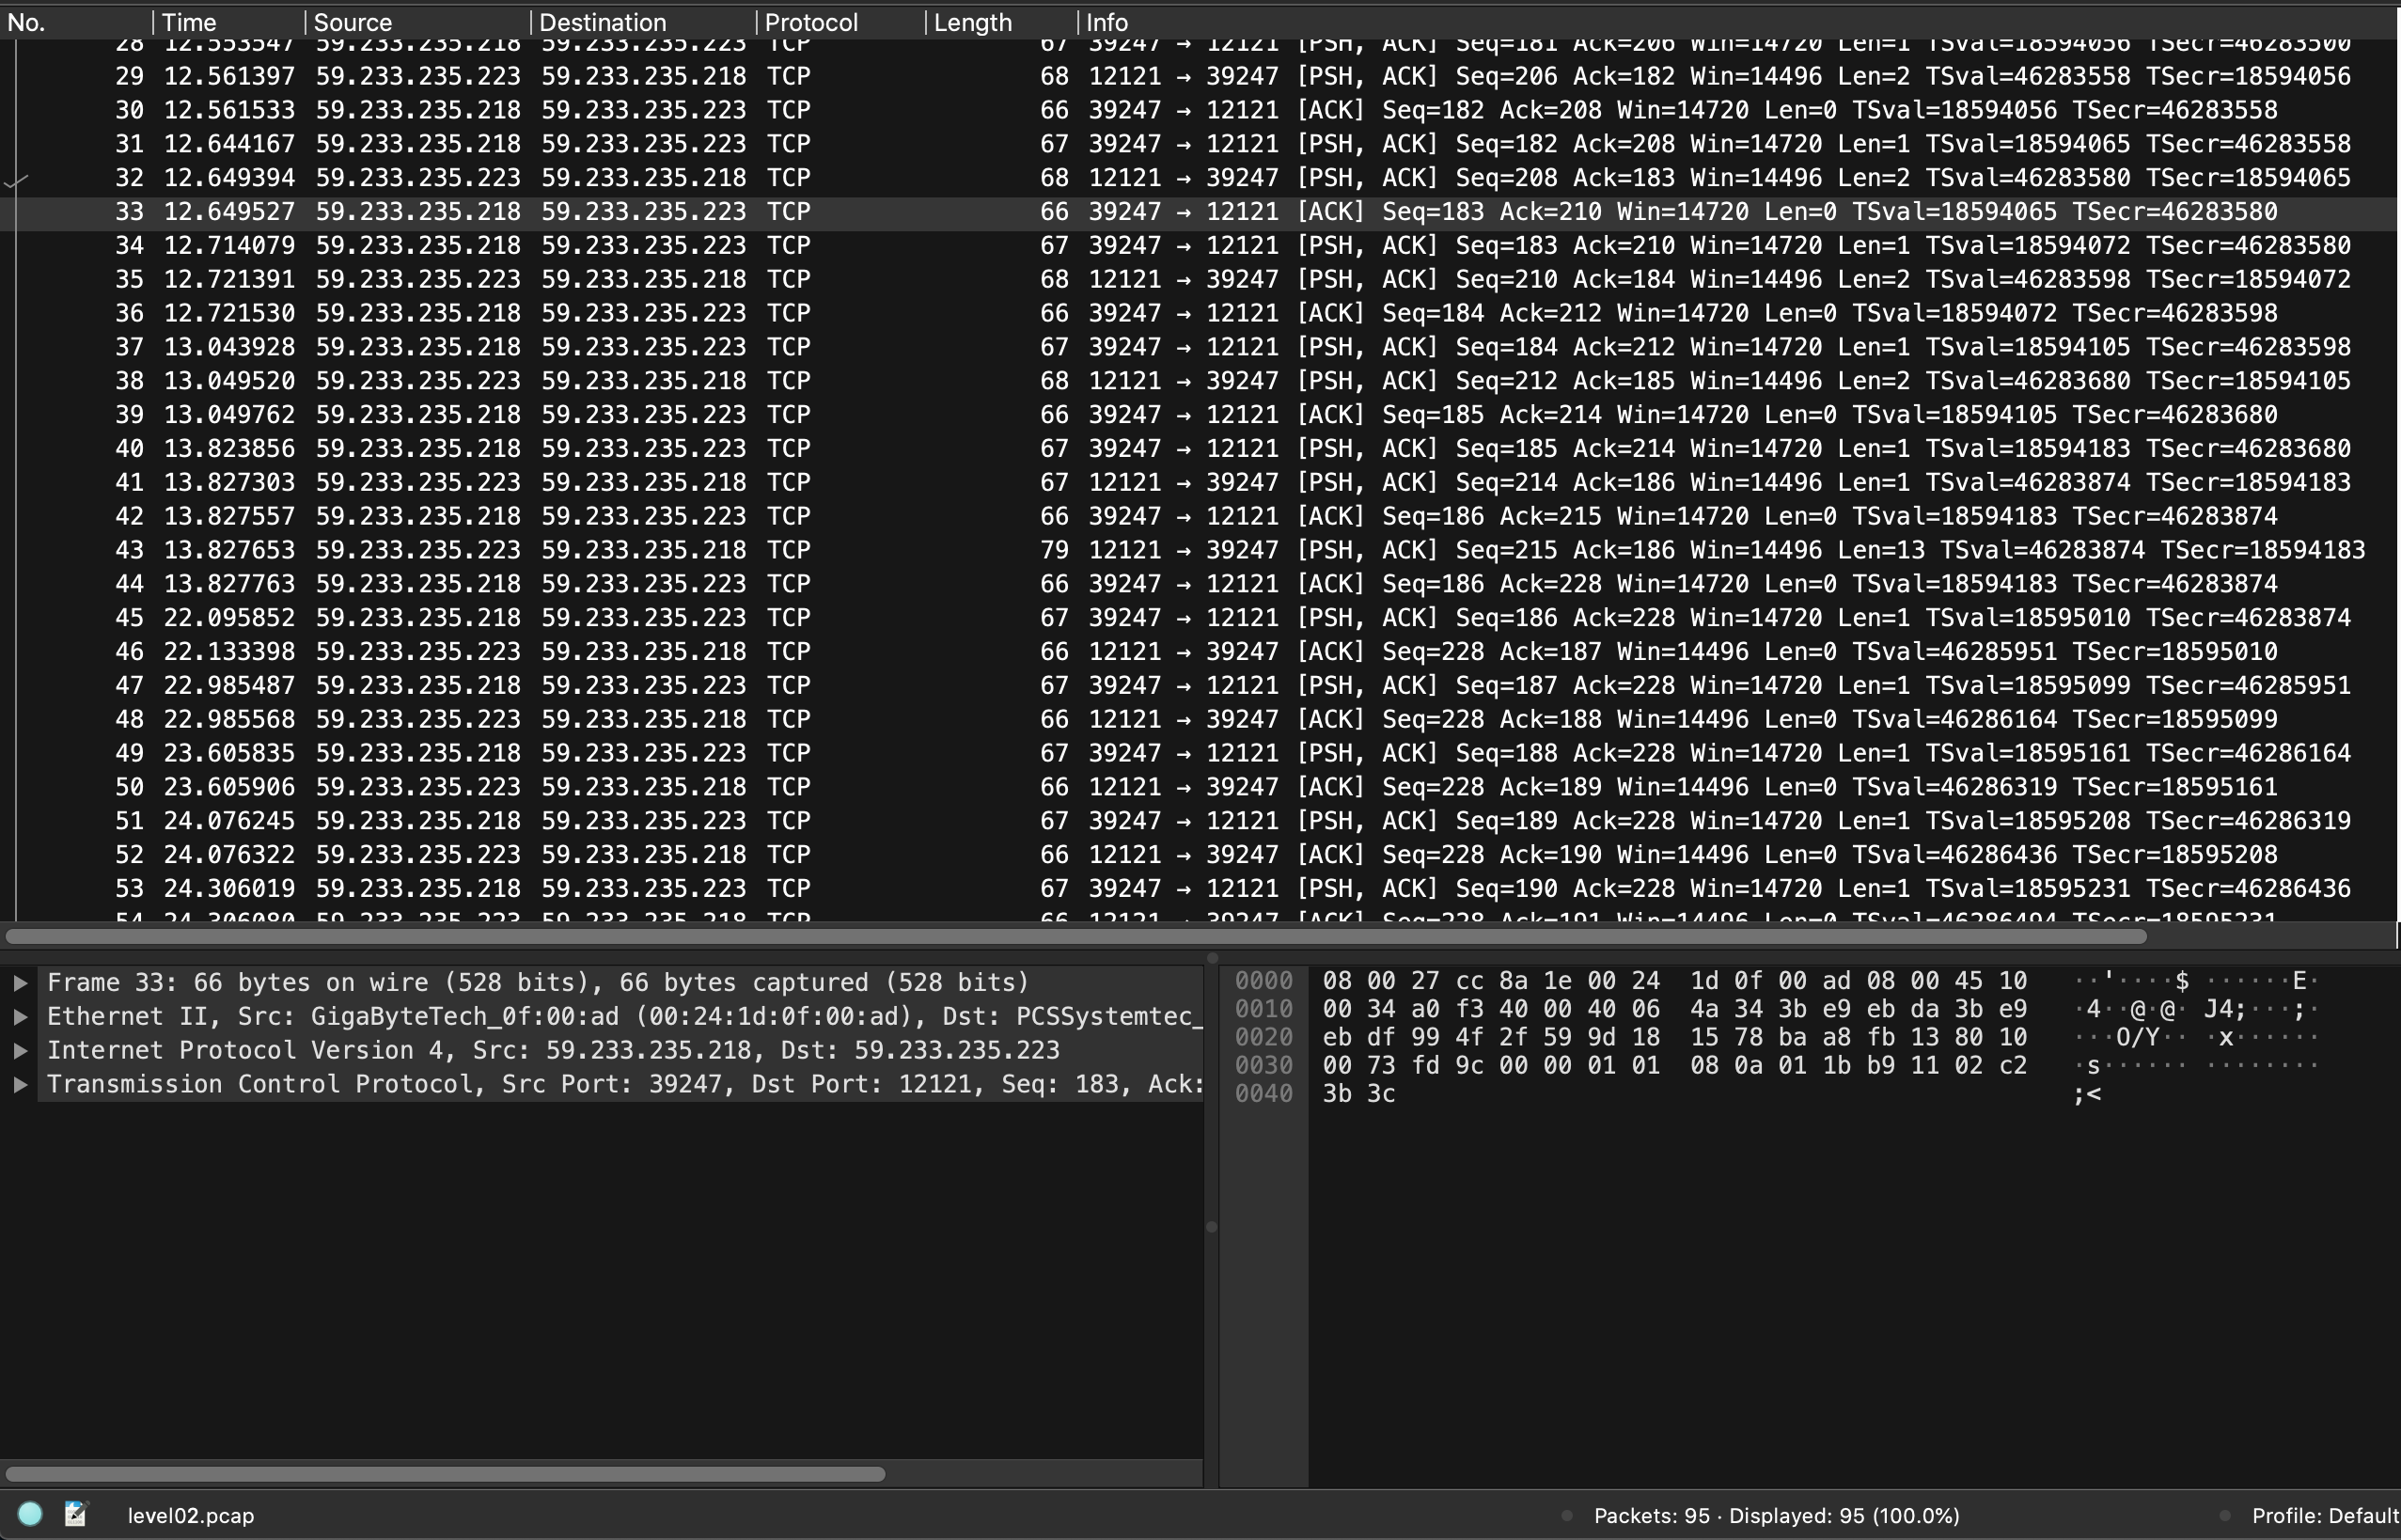 No. Time Source Destination Protocol Length Info
28 12.553547 59.233.235.218 59.233.235.223 TCP 67 39247 → 12121 [PSH, ACK] Seq=181 Ack=206 Win=14720 Len=1 TSval=18594056 TSecr=46283500
29 12.561397 59.233.235.223 59.233.235.218 TCP 68 12121 → 39247 [PSH, ACK] Seq=206 Ack=182 Win=14496 Len=2 TSval=46283558 TSecr=18594056
30 12.561533 59.233.235.218 59.233.235.223 TCP 66 39247 → 12121 [ACK] Seq=182 Ack=208 Win=14720 Len=0 TSval=18594056 TSecr=46283558
31 12.644167 59.233.235.218 59.233.235.223 TCP 67 39247 → 12121 [PSH, ACK] Seq=182 Ack=208 Win=14720 Len=1 TSval=18594065 TSecr=46283558
32 12.649394 59.233.235.223 59.233.235.218 TCP 68 12121 → 39247 [PSH, ACK] Seq=208 Ack=183 Win=14496 Len=2 TSval=46283580 TSecr=18594065
33 12.649527 59.233.235.218 59.233.235.223 TCP 66 39247 → 12121 [ACK] Seq=183 Ack=210 Win=14720 Len=0 TSval=18594065 TSecr=46283580
34 12.714079 59.233.235.218 59.233.235.223 TCP 67 39247 → 12121 [PSH, ACK] Seq=183 Ack=210 Win=14720 Len=1 TSval=18594072 TSecr=46283580
35 12.721391 59.233.235.223 59.233.235.218 TCP 68 12121 → 39247 [PSH, ACK] Seq=210 Ack=184 Win=14496 Len=2 TSval=46283598 TSecr=18594072
36 12.721530 59.233.235.218 59.233.235.223 TCP 66 39247 → 12121 [ACK] Seq=184 Ack=212 Win=14720 Len=0 TSval=18594072 TSecr=46283598
37 13.043928 59.233.235.218 59.233.235.223 TCP 67 39247 → 12121 [PSH, ACK] Seq=184 Ack=212 Win=14720 Len=1 TSval=18594105 TSecr=46283598
38 13.049520 59.233.235.223 59.233.235.218 TCP 68 12121 → 39247 [PSH, ACK] Seq=212 Ack=185 Win=14496 Len=2 TSval=46283680 TSecr=18594105
39 13.049762 59.233.235.218 59.233.235.223 TCP 66 39247 → 12121 [ACK] Seq=185 Ack=214 Win=14720 Len=0 TSval=18594105 TSecr=46283680
40 13.823856 59.233.235.218 59.233.235.223 TCP 67 39247 → 12121 [PSH, ACK] Seq=185 Ack=214 Win=14720 Len=1 TSval=18594183 TSecr=46283680
41 13.827303 59.233.235.223 59.233.235.218 TCP 67 12121 → 39247 [PSH, ACK] Seq=214 Ack=186 Win=14496 Len=1 TSval=46283874 TSecr=18594183
42 13.827557 59.233.235.218 59.233.235.223 TCP 66 39247 → 12121 [ACK] Seq=186 Ack=215 Win=14720 Len=0 TSval=18594183 TSecr=46283874
43 13.827653 59.233.235.223 59.233.235.218 TCP 79 12121 → 39247 [PSH, ACK] Seq=215 Ack=186 Win=14496 Len=13 TSval=46283874 TSecr=18594183
44 13.827763 59.233.235.218 59.233.235.223 TCP 66 39247 → 12121 [ACK] Seq=186 Ack=228 Win=14720 Len=0 TSval=18594183 TSecr=46283874
45 22.095852 59.233.235.218 59.233.235.223 TCP 67 39247 → 12121 [PSH, ACK] Seq=186 Ack=228 Win=14720 Len=1 TSval=18595010 TSecr=46283874
46 22.133398 59.233.235.223 59.233.235.218 TCP 66 12121 → 39247 [ACK] Seq=228 Ack=187 Win=14496 Len=0 TSval=46285951 TSecr=18595010
47 22.985487 59.233.235.218 59.233.235.223 TCP 67 39247 → 12121 [PSH, ACK] Seq=187 Ack=228 Win=14720 Len=1 TSval=18595099 TSecr=46285951
48 22.985568 59.233.235.223 59.233.235.218 TCP 66 12121 → 39247 [ACK] Seq=228 Ack=188 Win=14496 Len=0 TSval=46286164 TSecr=18595099
49 23.605835 59.233.235.218 59.233.235.223 TCP 67 39247 → 12121 [PSH, ACK] Seq=188 Ack=228 Win=14720 Len=1 TSval=18595161 TSecr=46286164
50 23.605906 59.233.235.223 59.233.235.218 TCP 66 12121 → 39247 [ACK] Seq=228 Ack=189 Win=14496 Len=0 TSval=46286319 TSecr=18595161
51 24.076245 59.233.235.218 59.233.235.223 TCP 67 39247 → 12121 [PSH, ACK] Seq=189 Ack=228 Win=14720 Len=1 TSval=18595208 TSecr=46286319
52 24.076322 59.233.235.223 59.233.235.218 TCP 66 12121 → 39247 [ACK] Seq=228 Ack=190 Win=14496 Len=0 TSval=46286436 TSecr=18595208
53 24.306019 59.233.235.218 59.233.235.223 TCP 67 39247 → 12121 [PSH, ACK] Seq=190 Ack=228 Win=14720 Len=1 TSval=18595231 TSecr=46286436
54 24.306080 59.233.235.223 59.233.235.218 TCP 66 12121 → 39247 [ACK] Seq=228 Ack=191 Win=14496 Len=0 TSval=46286494 TSecr=18595231
Frame 33: 66 bytes on wire (528 bits), 66 bytes captured (528 bits)
Ethernet II, Src: GigaByteTech_0f:00:ad (00:24:1d:0f:00:ad), Dst: PCSSystemtec_
Internet Protocol Version 4, Src: 59.233.235.218, Dst: 59.233.235.223
Transmission Control Protocol, Src Port: 39247, Dst Port: 12121, Seq: 183, Ack:
0000 08 00 27 cc 8a 1e 00 24 1d 0f 00 ad 08 00 45 10 ··'····$ ······E·
0010 00 34 a0 f3 40 00 40 06 4a 34 3b e9 eb da 3b e9 ·4··@·@· J4;···;·
0020 eb df 99 4f 2f 59 9d 18 15 78 ba a8 fb 13 80 10 ···O/Y·· ·x······
0030 00 73 fd 9c 00 00 01 01 08 0a 01 1b b9 11 02 c2 ·s······ ········
0040 3b 3c ;<
level02.pcap
Packets: 95 · Displayed: 95 (100.0%)
Profile: Default